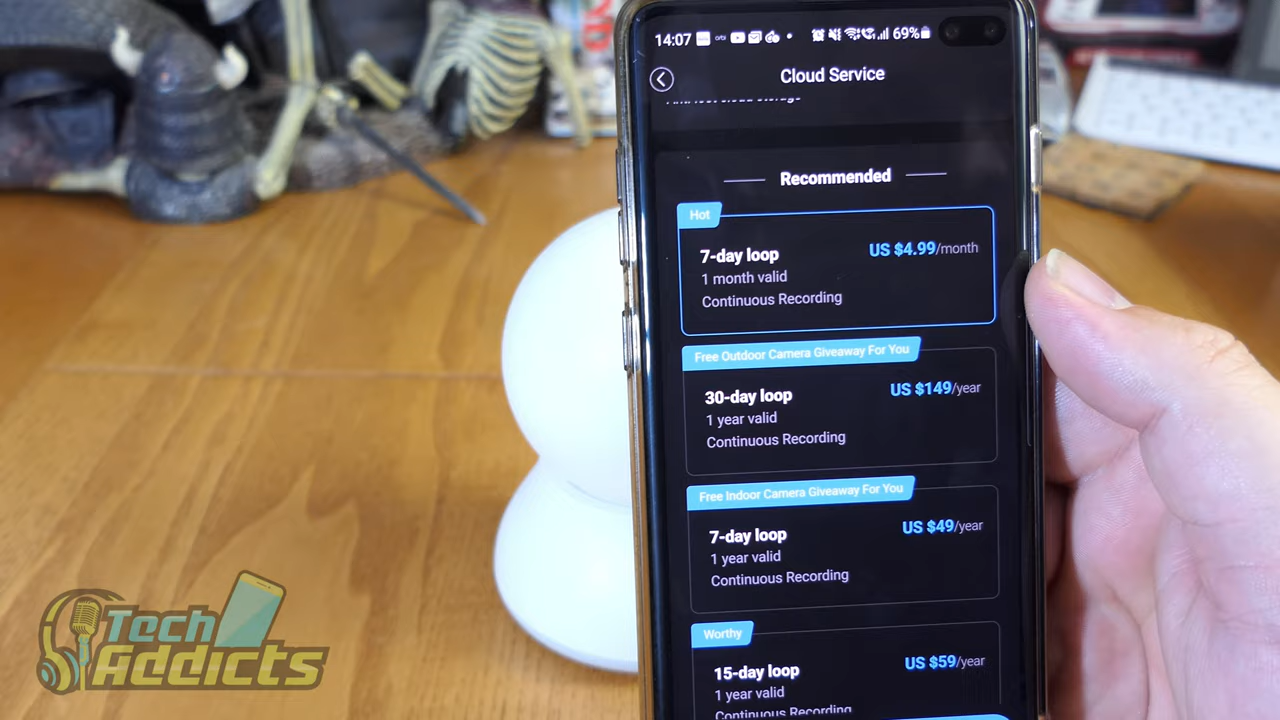 14:07
69%
Cloud Service
Recommended
Hot
7-day loop
US $4.99/month
1 month valid
Continuous Recording
Free Outdoor Camera Giveaway For You
30-day loop
US $149/year
1 year valid
Continuous Recording
Free Indoor Camera Giveaway For You
7-day loop
US $49/year
1 year valid
Continuous Recording
Worthy
15-day loop
US $59/year
1 year valid
Continuous Recording
Tech
Addicts